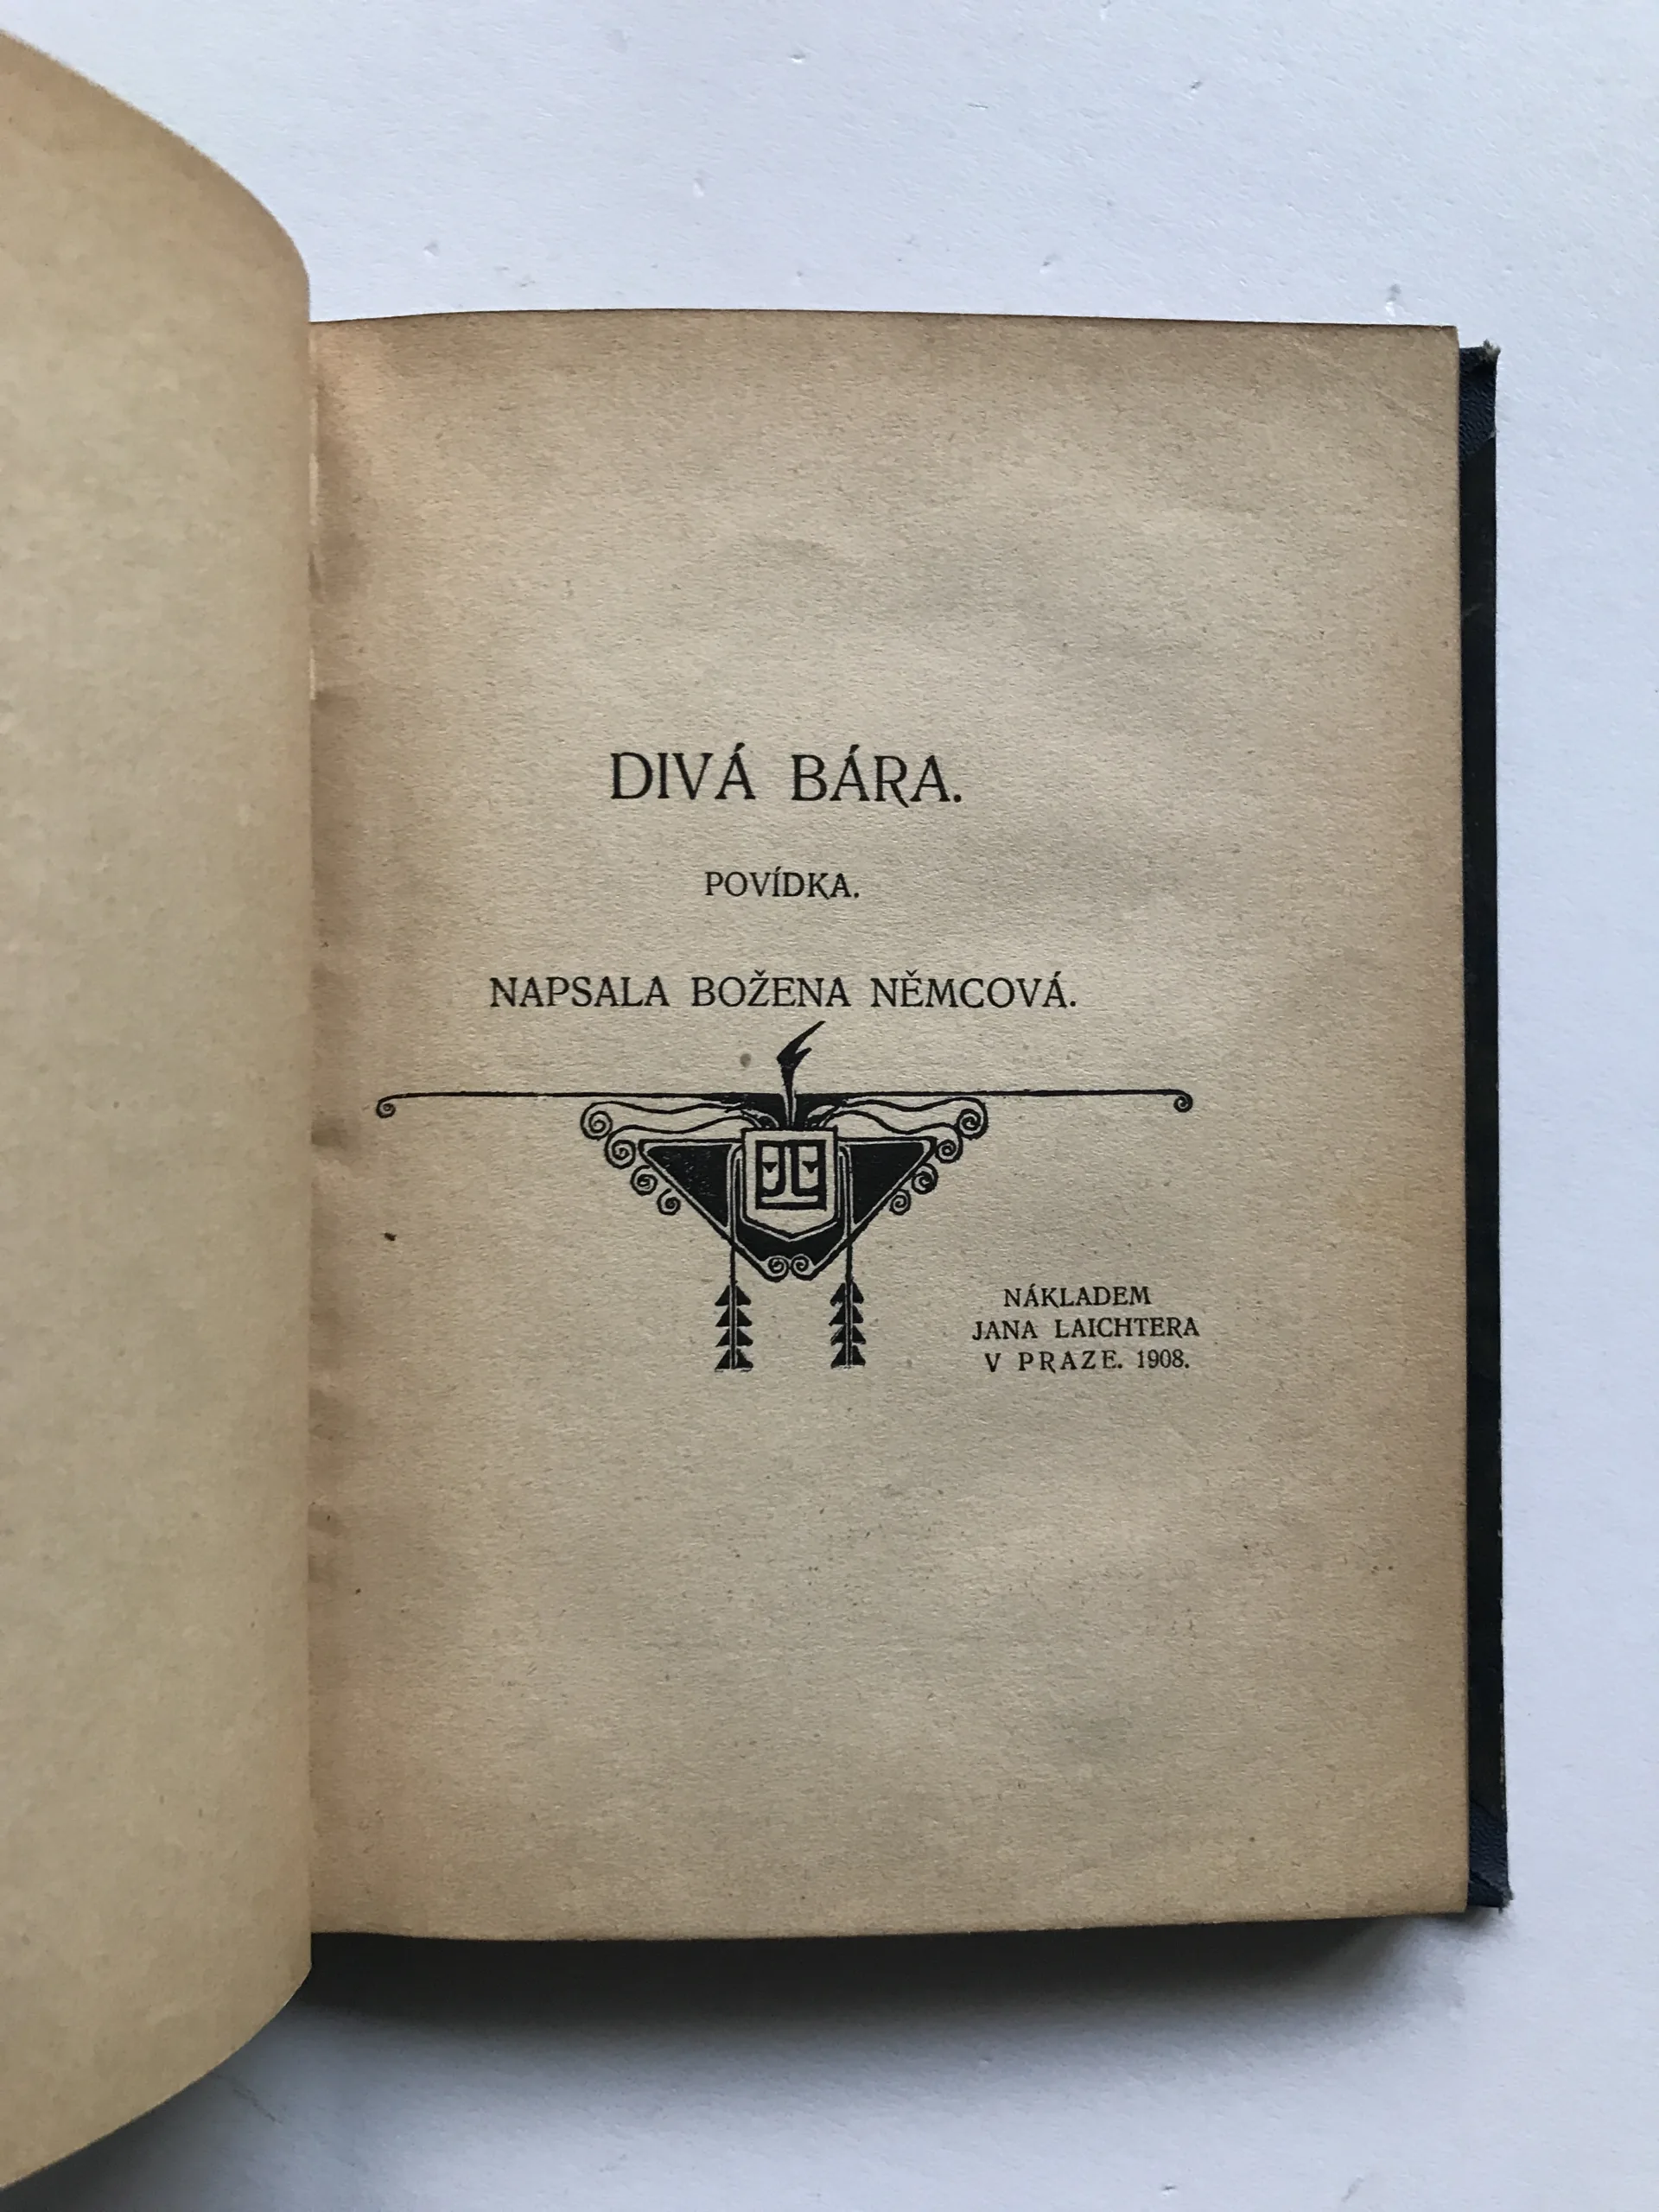 DIVÁ BÁRA.
POVÍDKA.
NAPSALA BOŽENA NĚMCOVÁ.
NÁKLADEM
JANA LAICHTERA
V PRAZE. 1908.